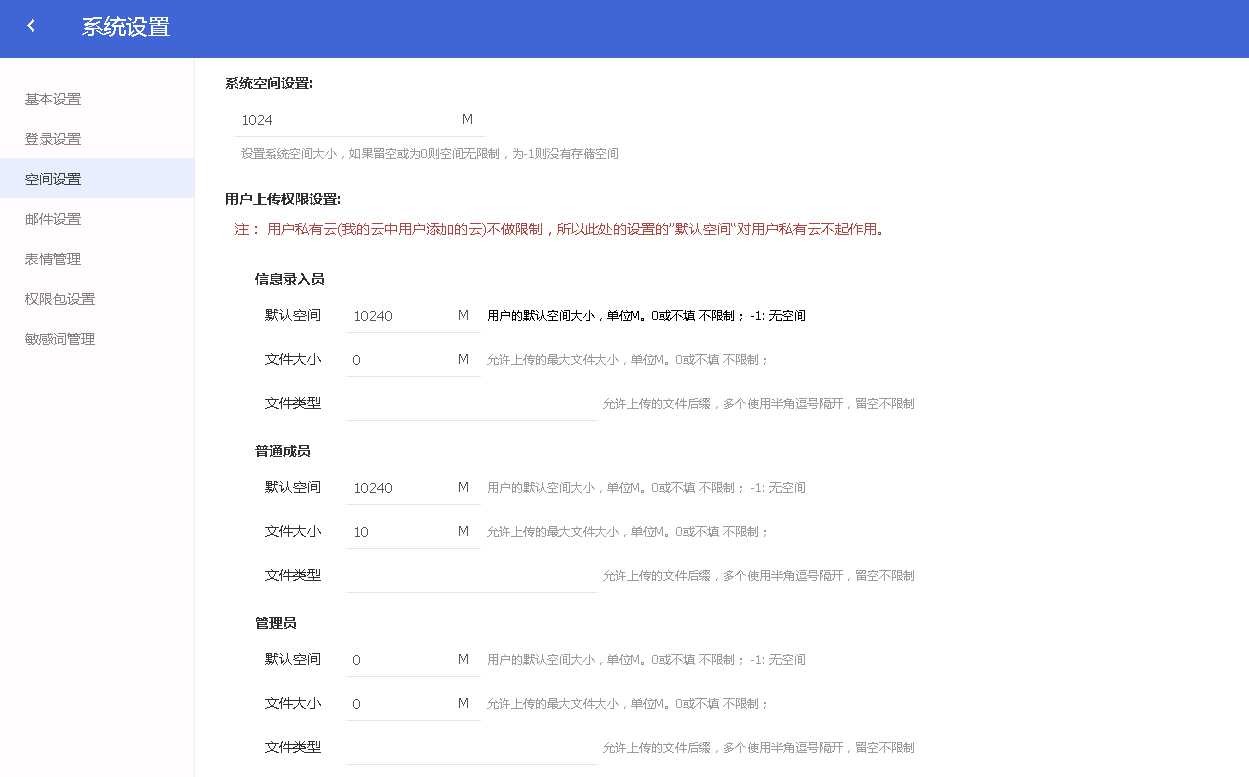 系统设置
基本设置
登录设置
空间设置
邮件设置
表情管理
权限包设置
敏感词管理
系统空间设置:
1024 M
设置系统空间大小，如果留空或为0则空间无限制，为-1则没有存储空间
用户上传权限设置:
注： 用户私有云(我的云中用户添加的云)不做限制，所以此处的设置的"默认空间"对用户私有云不起作用。
信息录入员
默认空间 10240 M 用户的默认空间大小，单位M。0或不填 不限制； -1: 无空间
文件大小 0 M 允许上传的最大文件大小，单位M。0或不填 不限制；
文件类型 允许上传的文件后缀，多个使用半角逗号隔开，留空不限制
普通成员
默认空间 10240 M 用户的默认空间大小，单位M。0或不填 不限制； -1: 无空间
文件大小 10 M 允许上传的最大文件大小，单位M。0或不填 不限制；
文件类型 允许上传的文件后缀，多个使用半角逗号隔开，留空不限制
管理员
默认空间 0 M 用户的默认空间大小，单位M。0或不填 不限制； -1: 无空间
文件大小 0 M 允许上传的最大文件大小，单位M。0或不填 不限制；
文件类型 允许上传的文件后缀，多个使用半角逗号隔开，留空不限制